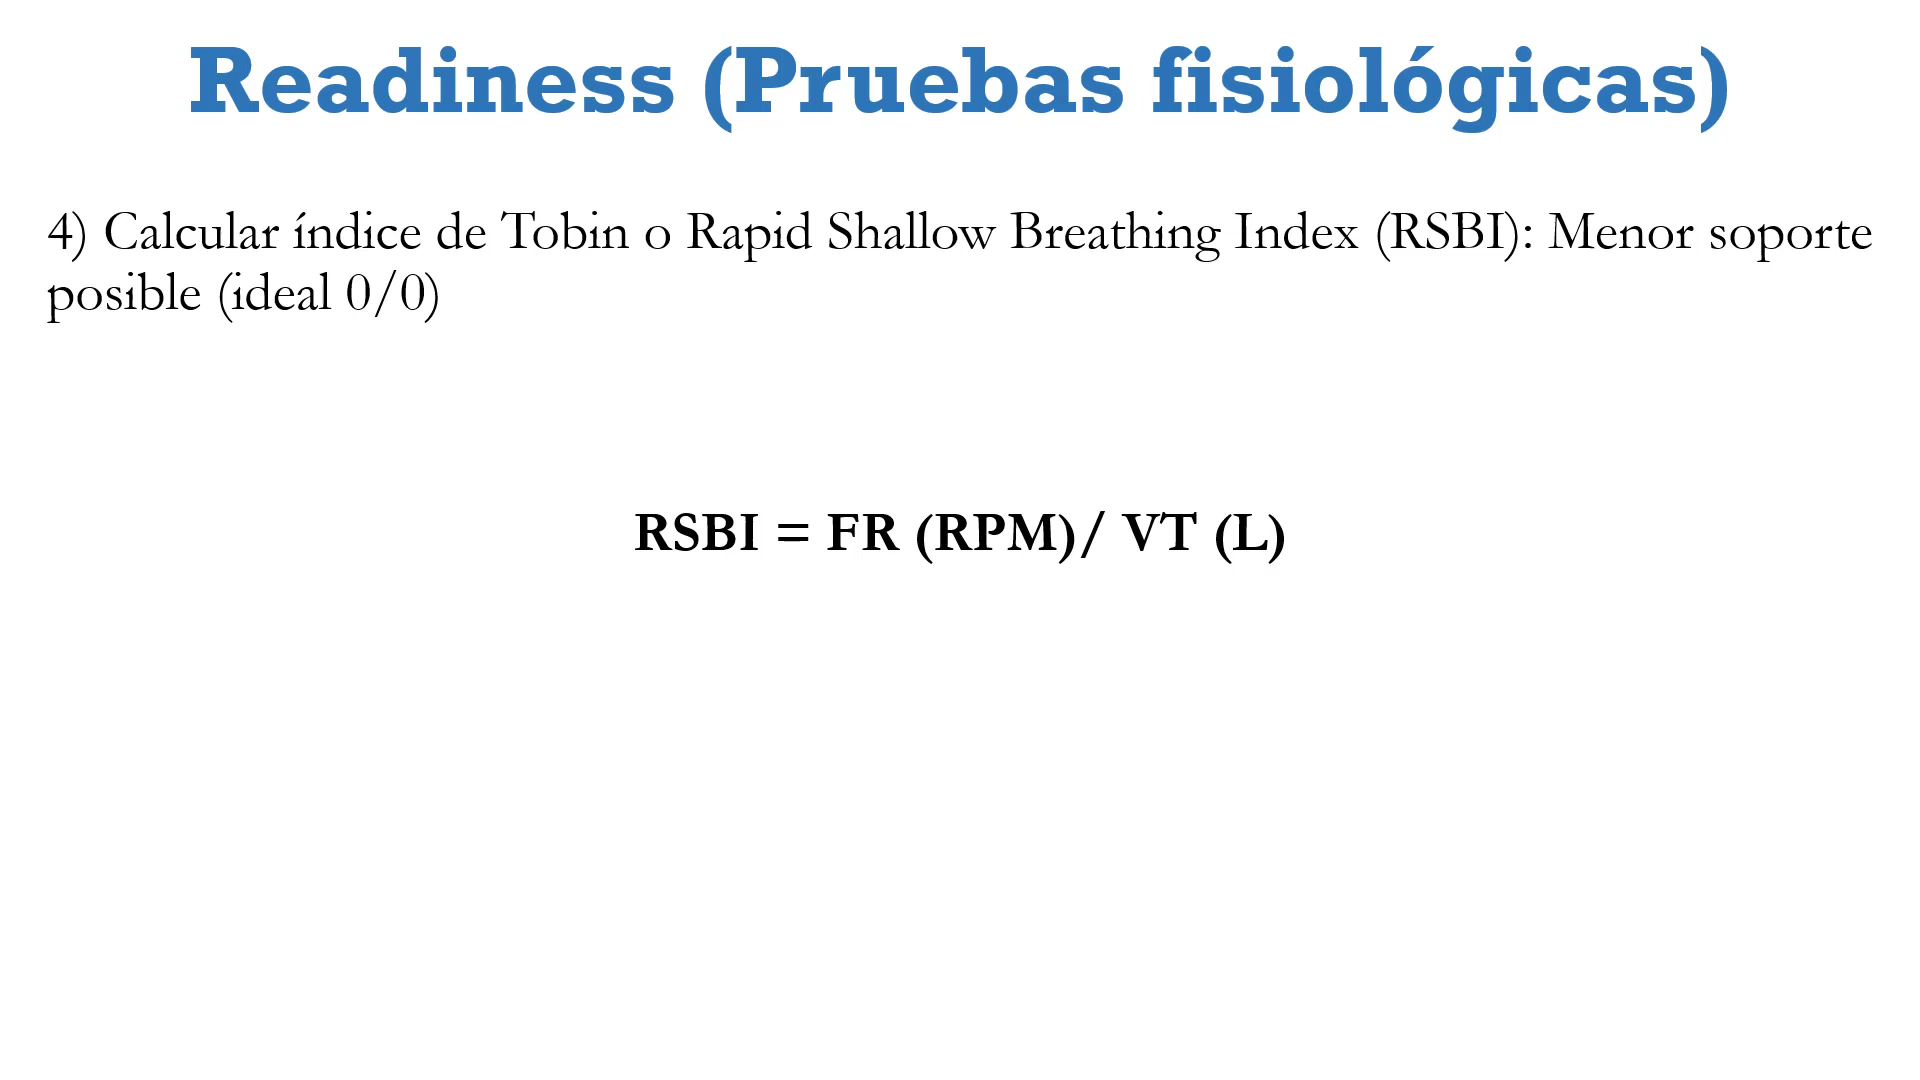 Readiness (Pruebas fisiológicas)
4) Calcular índice de Tobin o Rapid Shallow Breathing Index (RSBI): Menor soporte
posible (ideal 0/0)
RSBI = FR (RPM)/ VT (L)